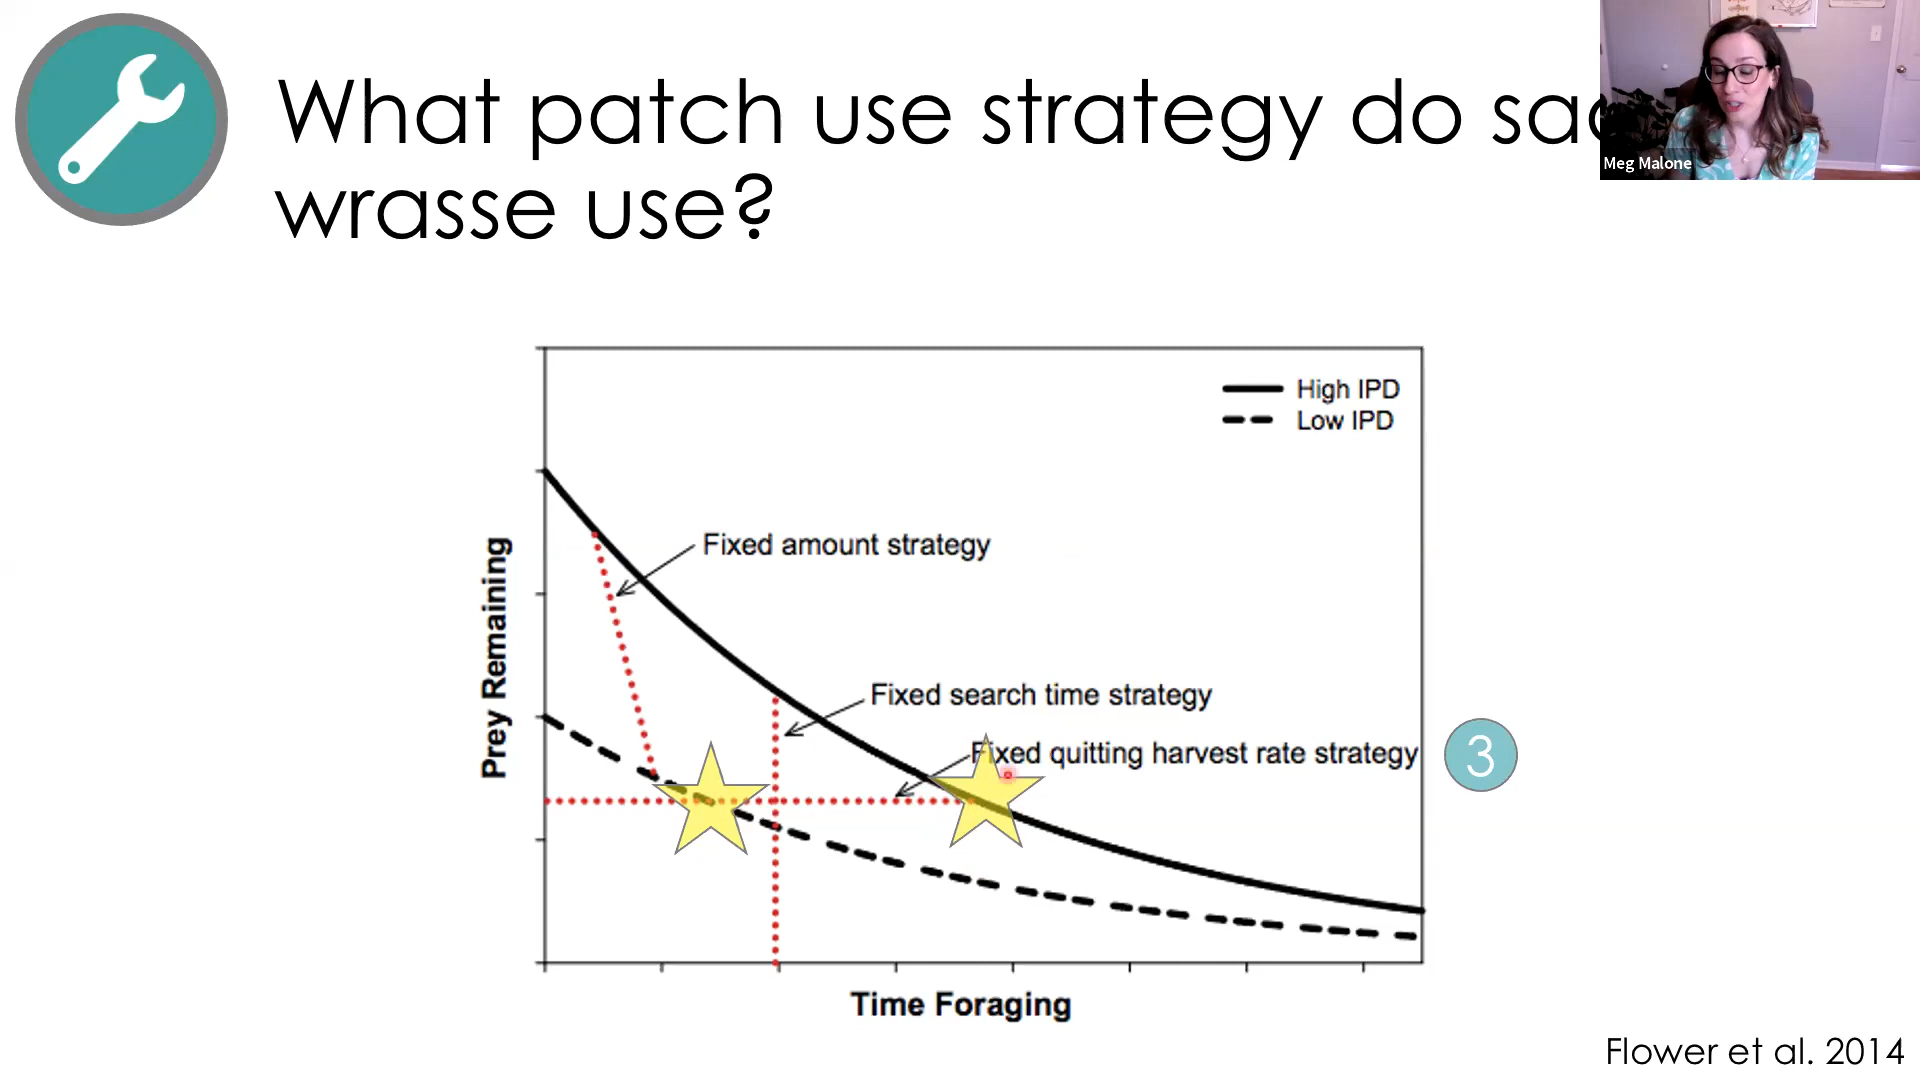 What patch use strategy do
wrasse use?
Meg Malone
High IPD
Low IPD
Fixed amount strategy
Prey Remaining
Fixed search time strategy
Fixed quitting harvest rate strategy
3
Time Foraging
Flower et al. 2014